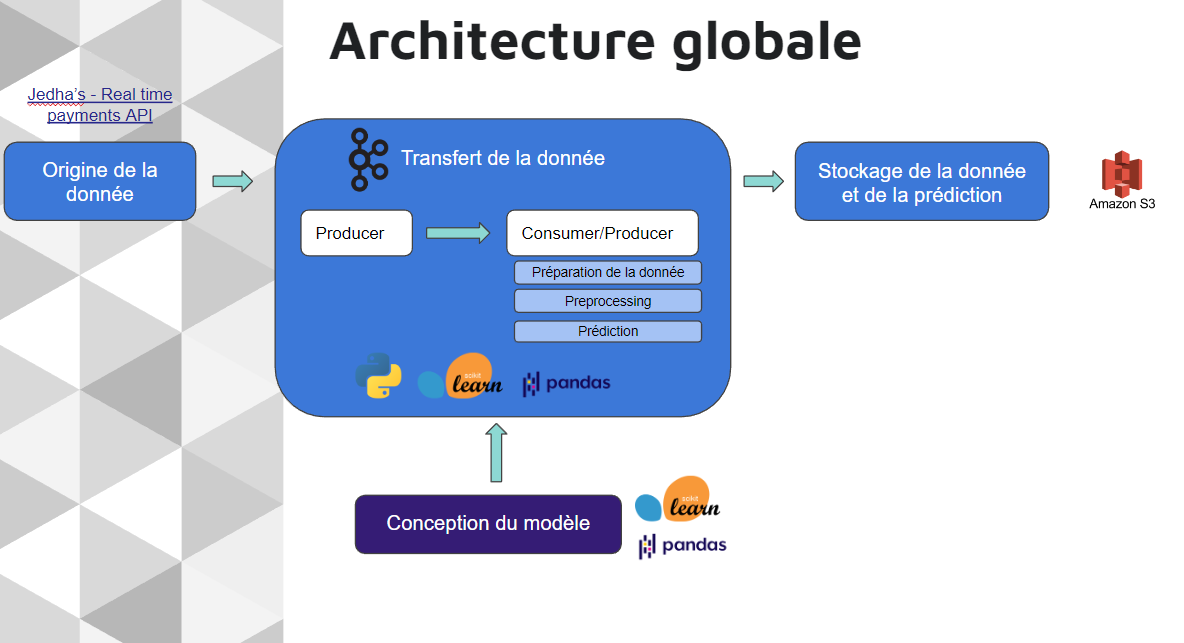 Architecture globale
Jedha's - Real time
payments API
Origine de la
donnée
Transfert de la donnée
Producer
Consumer/Producer
Préparation de la donnée
Preprocessing
Prédiction
scikit
learn
pandas
Stockage de la donnée
et de la prédiction
Amazon S3
Conception du modèle
scikit
learn
pandas